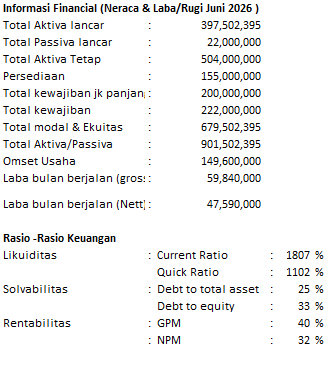 Informasi Financial (Neraca & Laba/Rugi Juni 2026 )
Total Aktiva lancar : 397,502,395
Total Passiva lancar : 22,000,000
Total Aktiva Tetap : 504,000,000
Persediaan : 155,000,000
Total kewajiban jk panjan : 200,000,000
Total kewajiban : 222,000,000
Total modal & Ekuitas : 679,502,395
Total Aktiva/Passiva : 901,502,395
Omset Usaha : 149,600,000
Laba bulan berjalan (gros : 59,840,000
Laba bulan berjalan (Nett : 47,590,000
Rasio -Rasio Keuangan
Likuiditas : Current Ratio : 1807 %
Quick Ratio : 1102 %
Solvabilitas : Debt to total asset : 25 %
Debt to equity : 33 %
Rentabilitas : GPM : 40 %
: NPM : 32 %